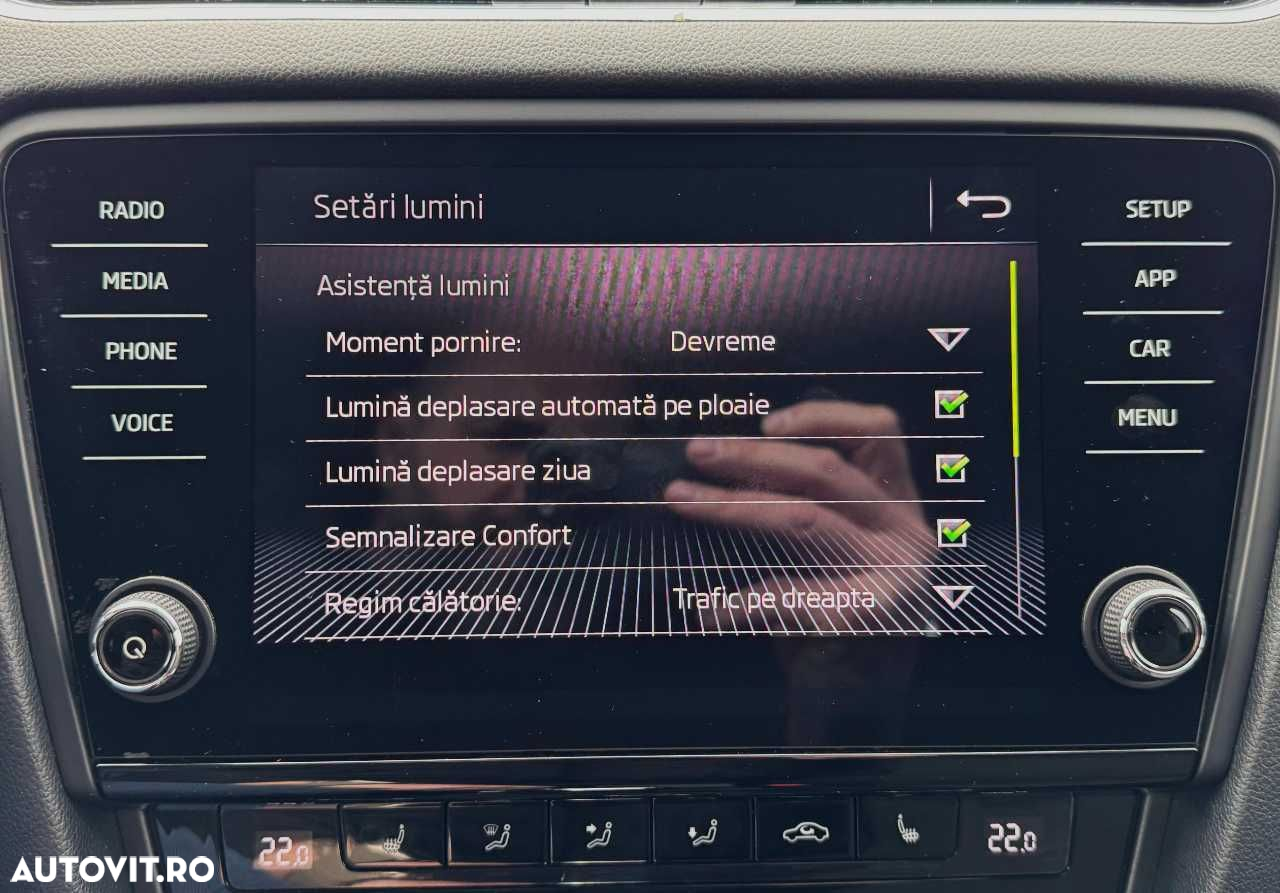 RADIO
MEDIA
PHONE
VOICE
Setări lumini
Asistență lumini
Moment pornire: Devreme
Lumină deplasare automată pe ploaie
Lumină deplasare ziua
Semnalizare Confort
Regim călătorie: Trafic pe dreapta
SETUP
APP
CAR
MENU
22.0
22.0
AUTOVIT.RO